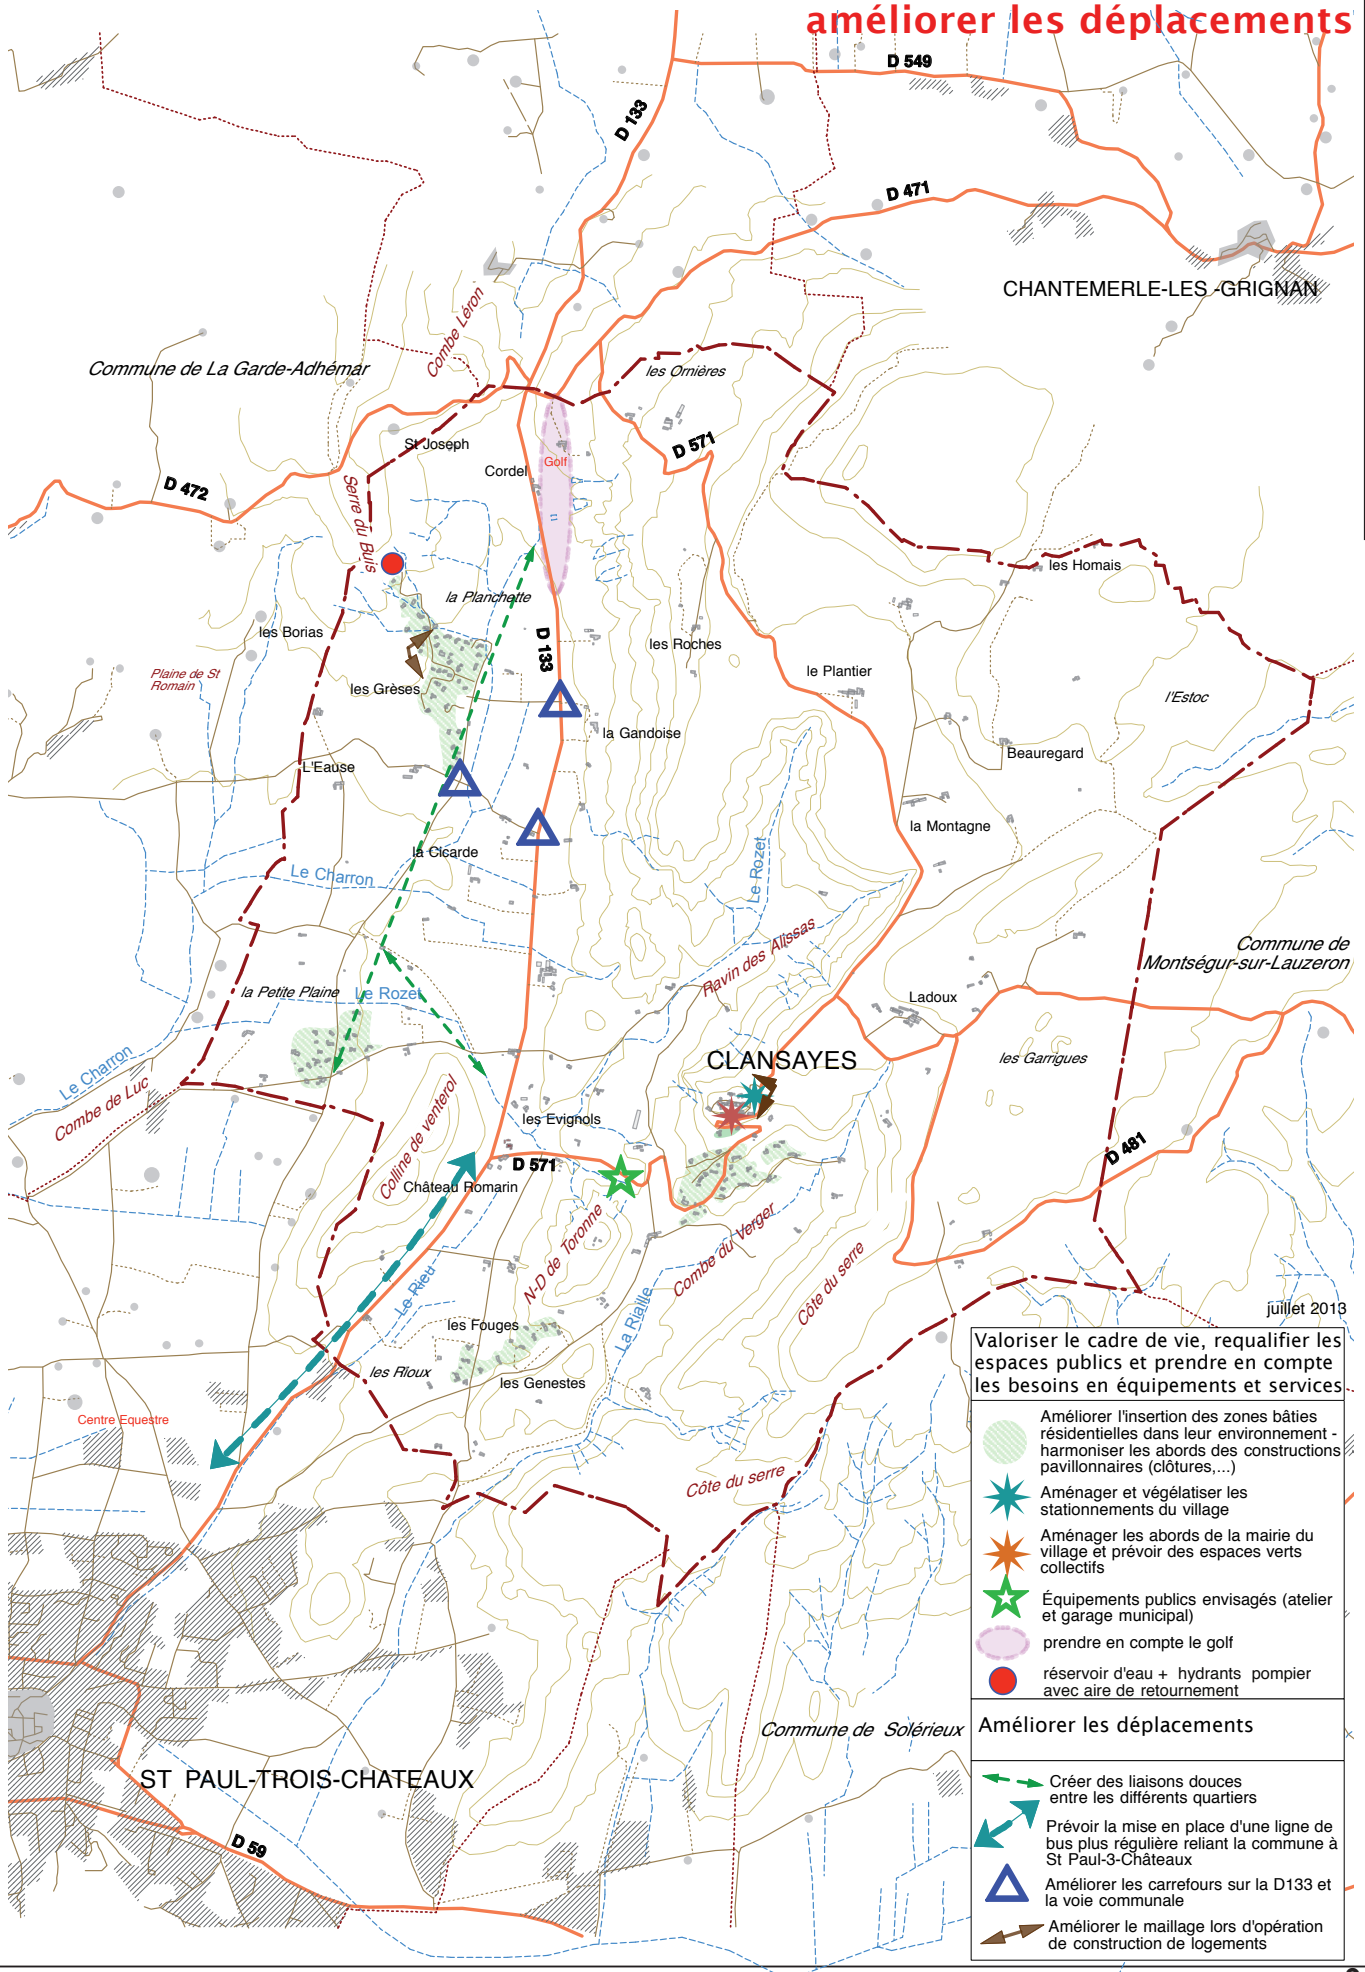 améliorer les déplacements
D 549
D 133
D 471
CHANTEMERLE-LES -GRIGNAN
Combe Léron
Commune de La Garde-Adhémar
les Ornières
St Joseph
D 571
Cordel
Golf
D 472
Serre du Buis
les Homais
la Planchette
les Borias
D 133
les Roches
Plaine de St
Romain
le Plantier
les Grèses
l'Estoc
la Gandoise
Beauregard
L'Eause
la Montagne
la Cicarde
Le Rozet
Le Charron
Ravin des Alissas
Commune de
Montségur-sur-Lauzeron
la Petite Plaine
Le Rozet
Ladoux
CLANSAYES
les Garrigues
Le Charron
Combe de Luc
les Evignols
Colline de venterol
D 481
D 571
Château Romarin
N-D de Toronne
Combe du Verger
Côte du serre
Le Rieu
La Riaille
juillet 2013
les Fouges
les Rioux
les Genestes
Centre Equestre
Côte du serre
Commune de Solérieux
ST PAUL-TROIS-CHATEAUX
D 59
Valoriser le cadre de vie, requalifier les
espaces publics et prendre en compte
les besoins en équipements et services
Améliorer l'insertion des zones bâties
résidentielles dans leur environnement -
harmoniser les abords des constructions
pavillonnaires (clôtures,...)
Aménager et végélatiser les
stationnements du village
Aménager les abords de la mairie du
village et prévoir des espaces verts
collectifs
Équipements publics envisagés (atelier
et garage municipal)
prendre en compte le golf
réservoir d'eau + hydrants pompier
avec aire de retournement
Améliorer les déplacements
Créer des liaisons douces
entre les différents quartiers
Prévoir la mise en place d'une ligne de
bus plus régulière reliant la commune à
St Paul-3-Châteaux
Améliorer les carrefours sur la D133 et
la voie communale
Améliorer le maillage lors d'opération
de construction de logements